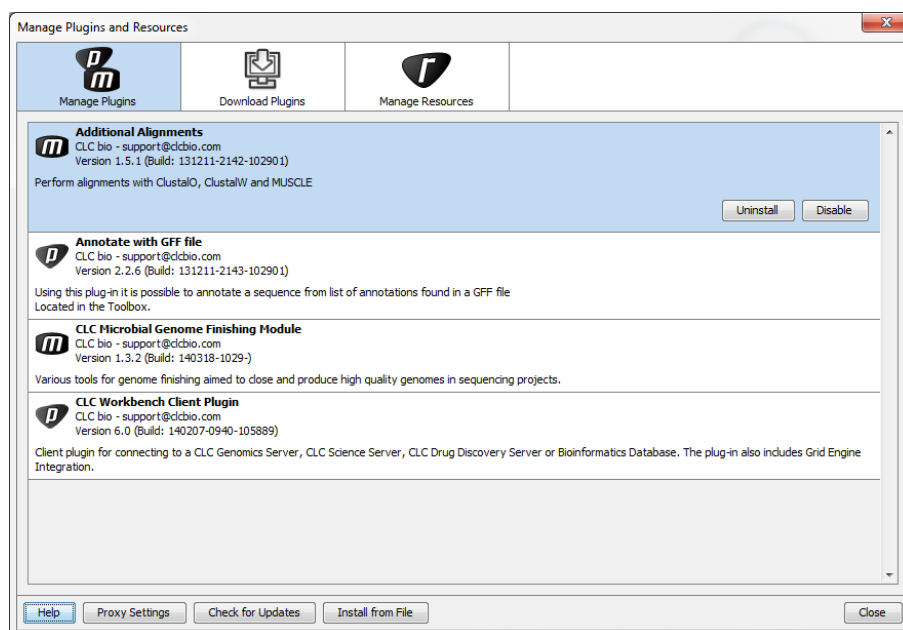 Manage Plugins and Resources
Manage Plugins
Download Plugins
Manage Resources
Additional Alignments
CLC bio - support@clcbio.com
Version 1.5.1 (Build: 131211-2142-102901)
Perform alignments with ClustalO, ClustalW and MUSCLE
Uninstall
Disable
Annotate with GFF file
CLC bio - support@clcbio.com
Version 2.2.6 (Build: 131211-2143-102901)
Using this plug-in it is possible to annotate a sequence from list of annotations found in a GFF file
Located in the Toolbox.
CLC Microbial Genome Finishing Module
CLC bio - support@clcbio.com
Version 1.3.2 (Build: 140318-1029-)
Various tools for genome finishing aimed to close and produce high quality genomes in sequencing projects.
CLC Workbench Client Plugin
CLC bio - support@clcbio.com
Version 6.0 (Build: 140207-0940-105889)
Client plugin for connecting to a CLC Genomics Server, CLC Science Server, CLC Drug Discovery Server or Bioinformatics Database. The plug-in also includes Grid Engine
Integration.
Help
Proxy Settings
Check for Updates
Install from File
Close